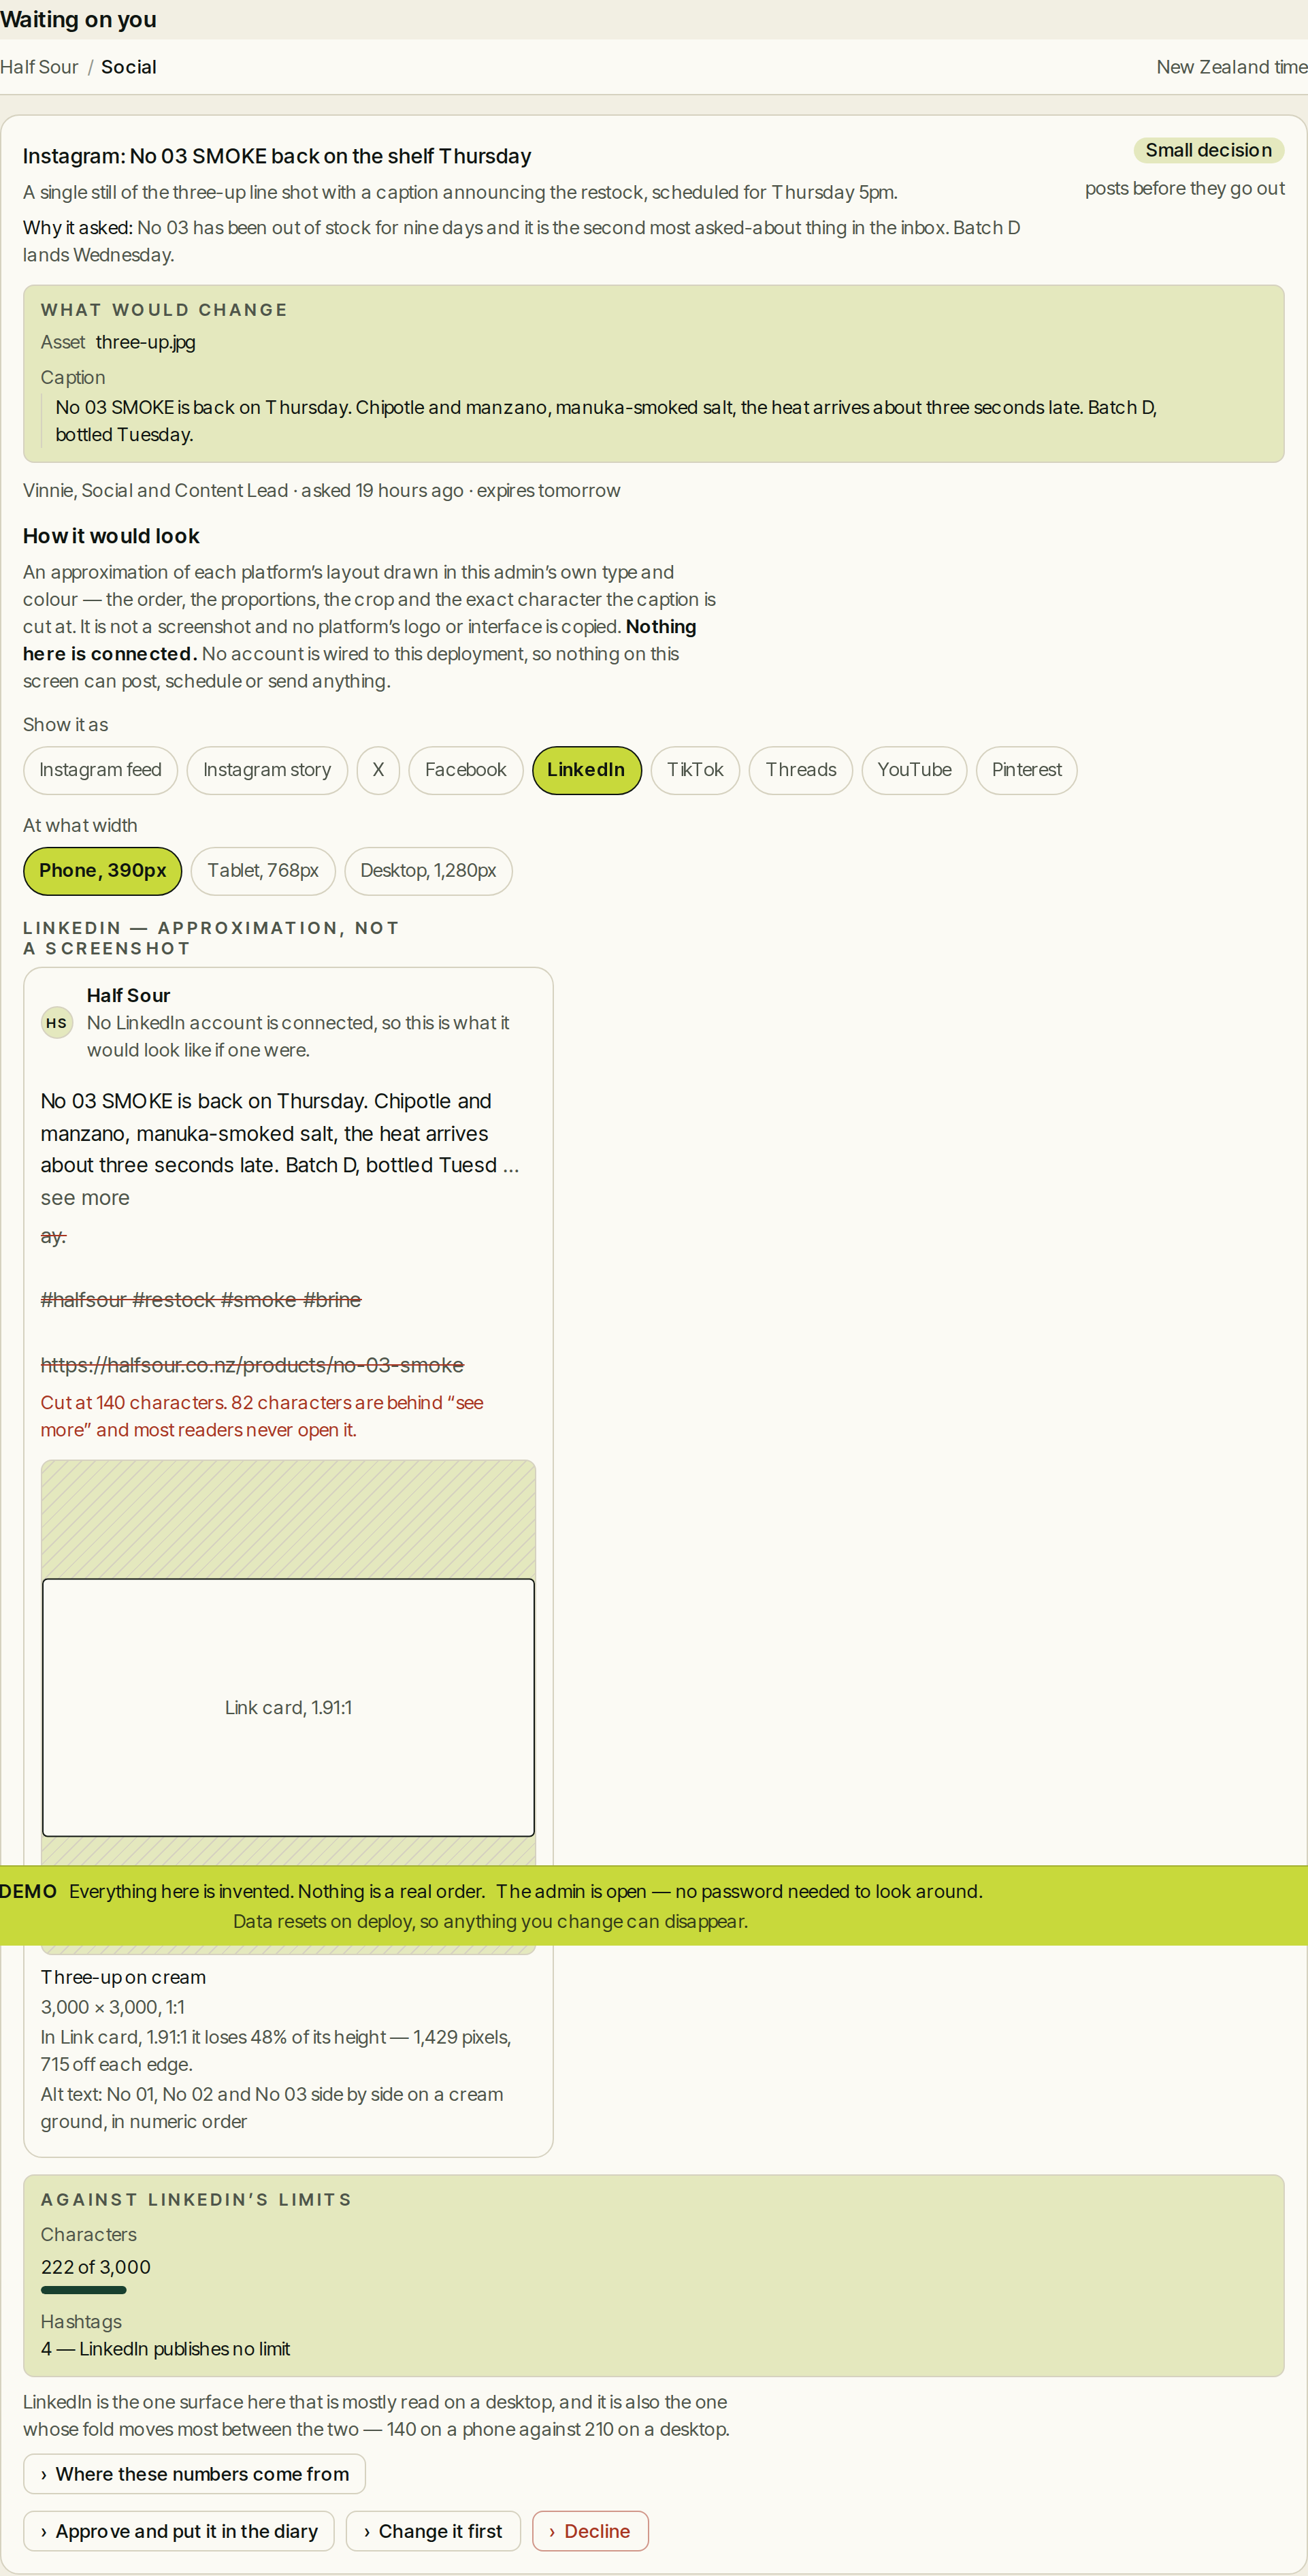 Waiting on you
Half Sour / Social
New Zealand time
Instagram: No 03 SMOKE back on the shelf Thursday
Small decision
A single still of the three-up line shot with a caption announcing the restock, scheduled for Thursday 5pm.
posts before they go out
Why it asked: No 03 has been out of stock for nine days and it is the second most asked-about thing in the inbox. Batch D
lands Wednesday.
WHAT WOULD CHANGE
Asset three-up.jpg
Caption
No 03 SMOKE is back on Thursday. Chipotle and manzano, manuka-smoked salt, the heat arrives about three seconds late. Batch D,
bottled Tuesday.
Vinnie, Social and Content Lead · asked 19 hours ago · expires tomorrow
How it would look
An approximation of each platform’s layout drawn in this admin’s own type and
colour — the order, the proportions, the crop and the exact character the caption is
cut at. It is not a screenshot and no platform’s logo or interface is copied. Nothing
here is connected. No account is wired to this deployment, so nothing on this
screen can post, schedule or send anything.
Show it as
Instagram feed
Instagram story
X
Facebook
LinkedIn
TikTok
Threads
YouTube
Pinterest
At what width
Phone, 390px
Tablet, 768px
Desktop, 1,280px
LINKEDIN — APPROXIMATION, NOT
A SCREENSHOT
HS
Half Sour
No LinkedIn account is connected, so this is what it
would look like if one were.
No 03 SMOKE is back on Thursday. Chipotle and
manzano, manuka-smoked salt, the heat arrives
about three seconds late. Batch D, bottled Tuesd …
see more
ay.
#halfsour #restock #smoke #brine
https://halfsour.co.nz/products/no-03-smoke
Cut at 140 characters. 82 characters are behind “see
more” and most readers never open it.
Link card, 1.91:1
DEMO Everything here is invented. Nothing is a real order. The admin is open — no password needed to look around.
Data resets on deploy, so anything you change can disappear.
Three-up on cream
3,000 × 3,000, 1:1
In Link card, 1.91:1 it loses 48% of its height — 1,429 pixels,
715 off each edge.
Alt text: No 01, No 02 and No 03 side by side on a cream
ground, in numeric order
AGAINST LINKEDIN’S LIMITS
Characters
222 of 3,000
Hashtags
4 — LinkedIn publishes no limit
LinkedIn is the one surface here that is mostly read on a desktop, and it is also the one
whose fold moves most between the two — 140 on a phone against 210 on a desktop.
› Where these numbers come from
› Approve and put it in the diary
› Change it first
› Decline